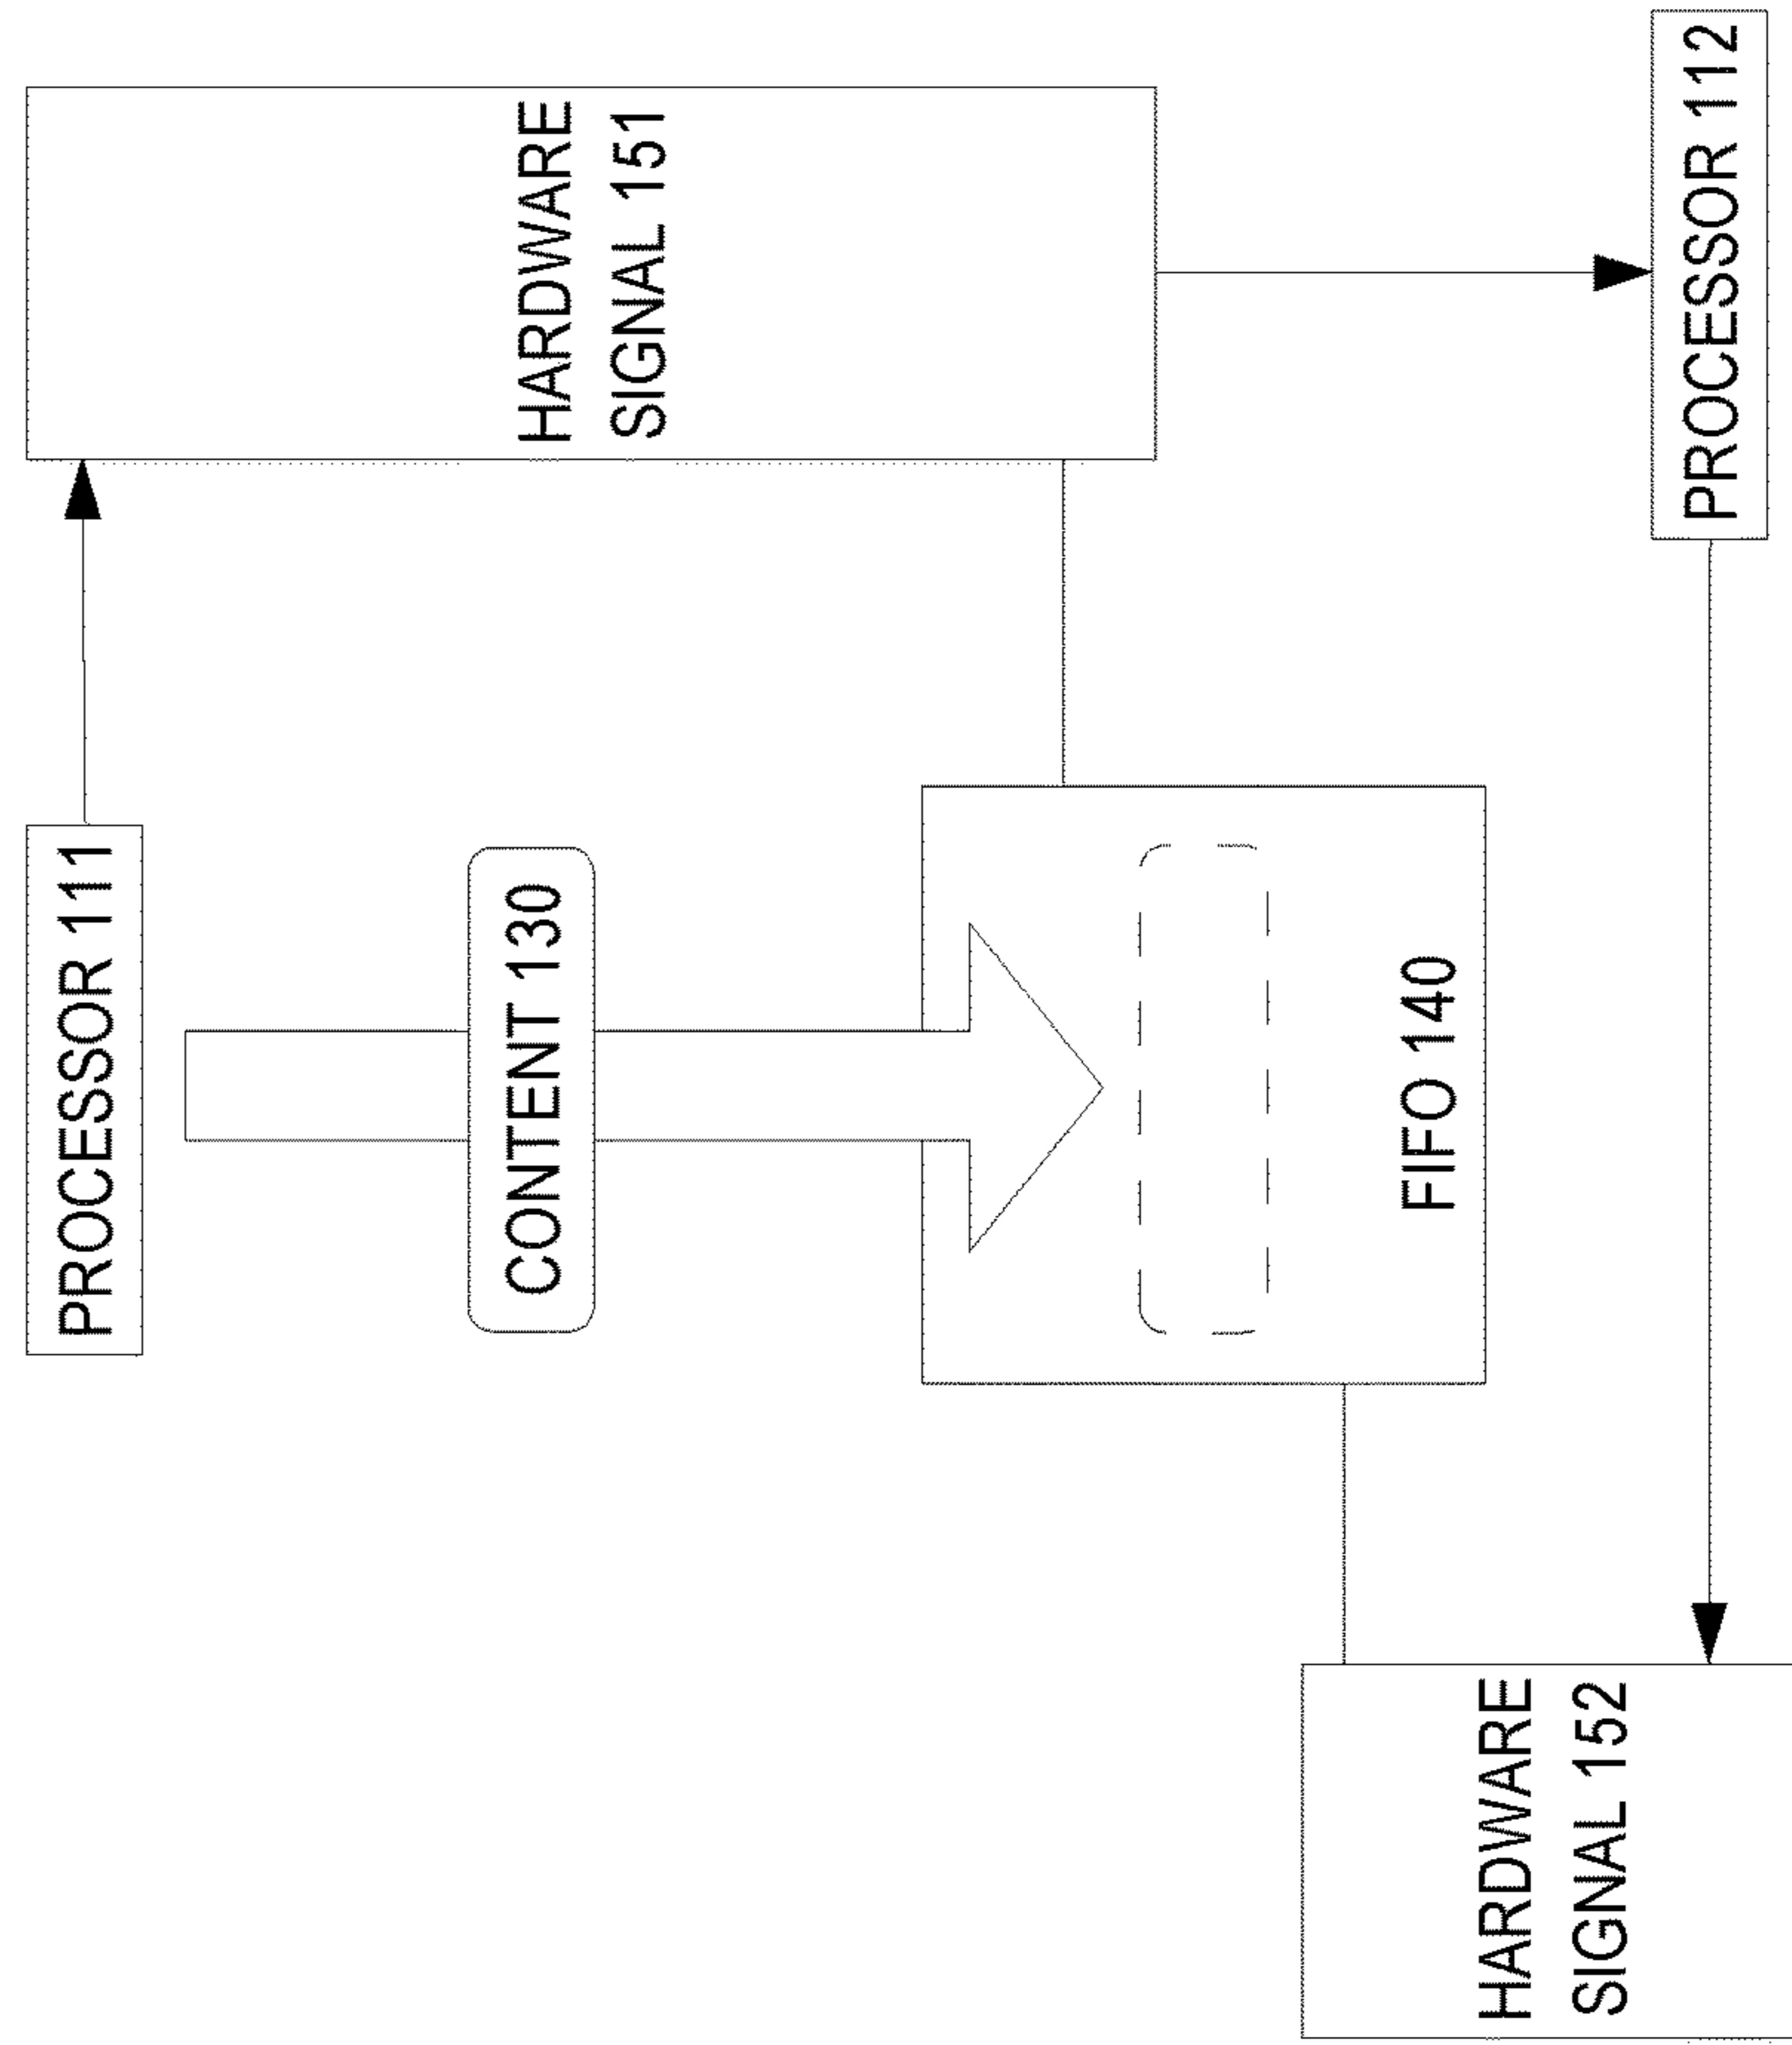 PROCESSOR 111
CONTENT 130
HARDWARE
SIGNAL 151
FIFO 140
HARDWARE
SIGNAL 152
PROCESSOR 112